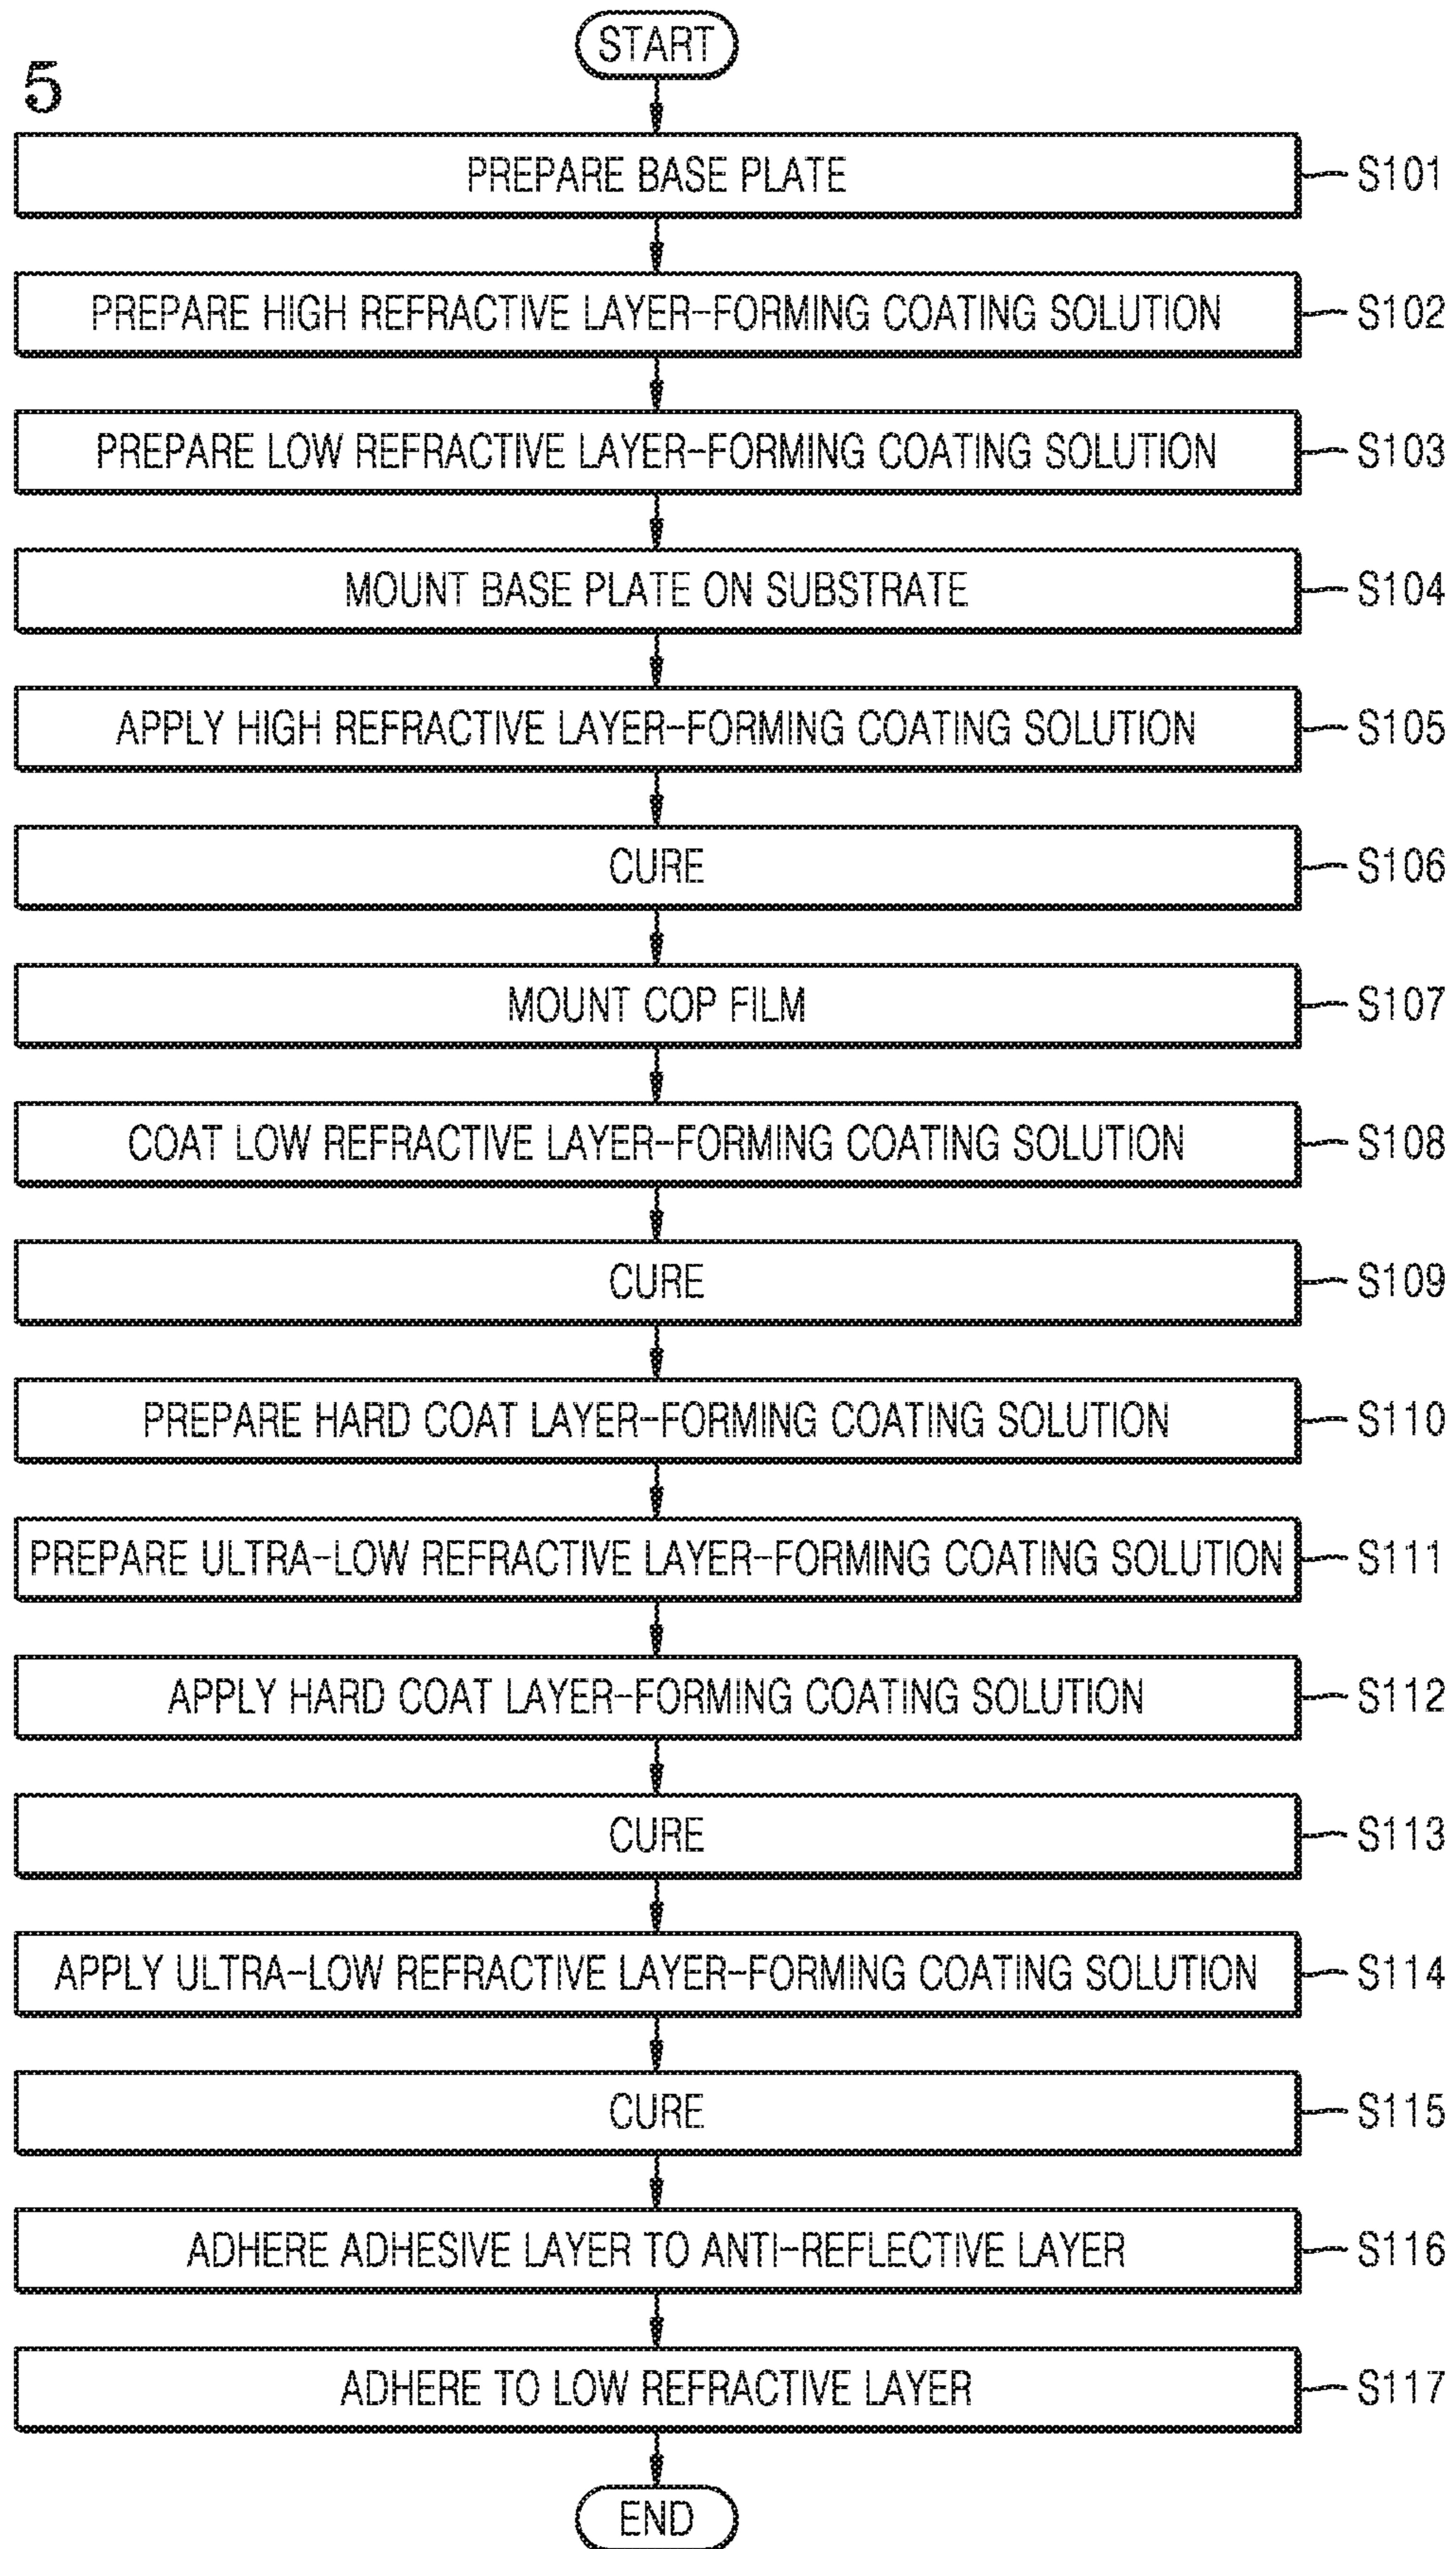 START
5
PREPARE BASE PLATE
S101
PREPARE HIGH REFRACTIVE LAYER-FORMING COATING SOLUTION
S102
PREPARE LOW REFRACTIVE LAYER-FORMING COATING SOLUTION
S103
MOUNT BASE PLATE ON SUBSTRATE
S104
APPLY HIGH REFRACTIVE LAYER-FORMING COATING SOLUTION
S105
CURE
S106
MOUNT COP FILM
S107
COAT LOW REFRACTIVE LAYER-FORMING COATING SOLUTION
S108
CURE
S109
PREPARE HARD COAT LAYER-FORMING COATING SOLUTION
S110
PREPARE ULTRA-LOW REFRACTIVE LAYER-FORMING COATING SOLUTION
S111
APPLY HARD COAT LAYER-FORMING COATING SOLUTION
S112
CURE
S113
APPLY ULTRA-LOW REFRACTIVE LAYER-FORMING COATING SOLUTION
S114
CURE
S115
ADHERE ADHESIVE LAYER TO ANTI-REFLECTIVE LAYER
S116
ADHERE TO LOW REFRACTIVE LAYER
S117
END